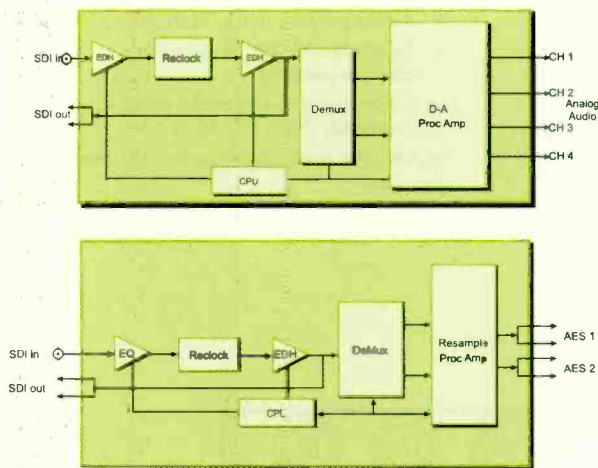 SDI in
EDH
Reclock
EDH
CH 1
SDI out
Demux
D-A
Proc Amp
CH 2
Analog
Audio
CH 3
CH 4
CPU
SDI in
EQ
Reclock
EDH
DeMux
Resample
Proc Amp
AES 1
SDI out
AES 2
CPU